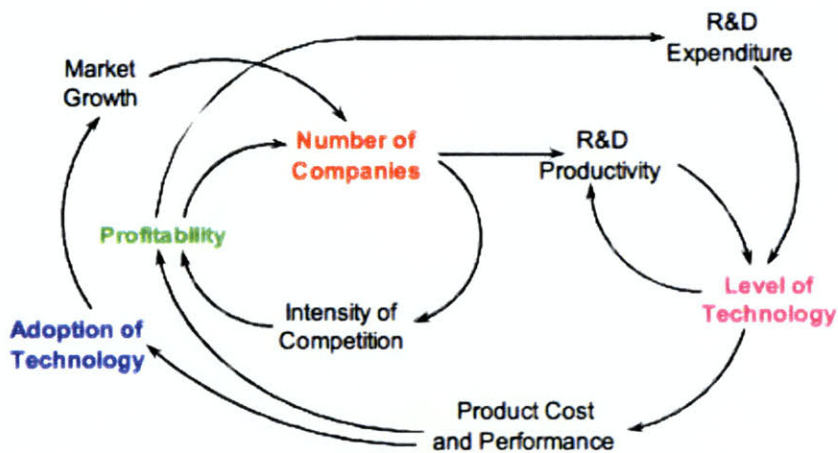 R&D
Expenditure
Market
Growth
Number of
Companies
R&D
Productivity
Profitability
Level of
Technology
Intensity of
Competition
Adoption of
Technology
Product Cost
and Performance